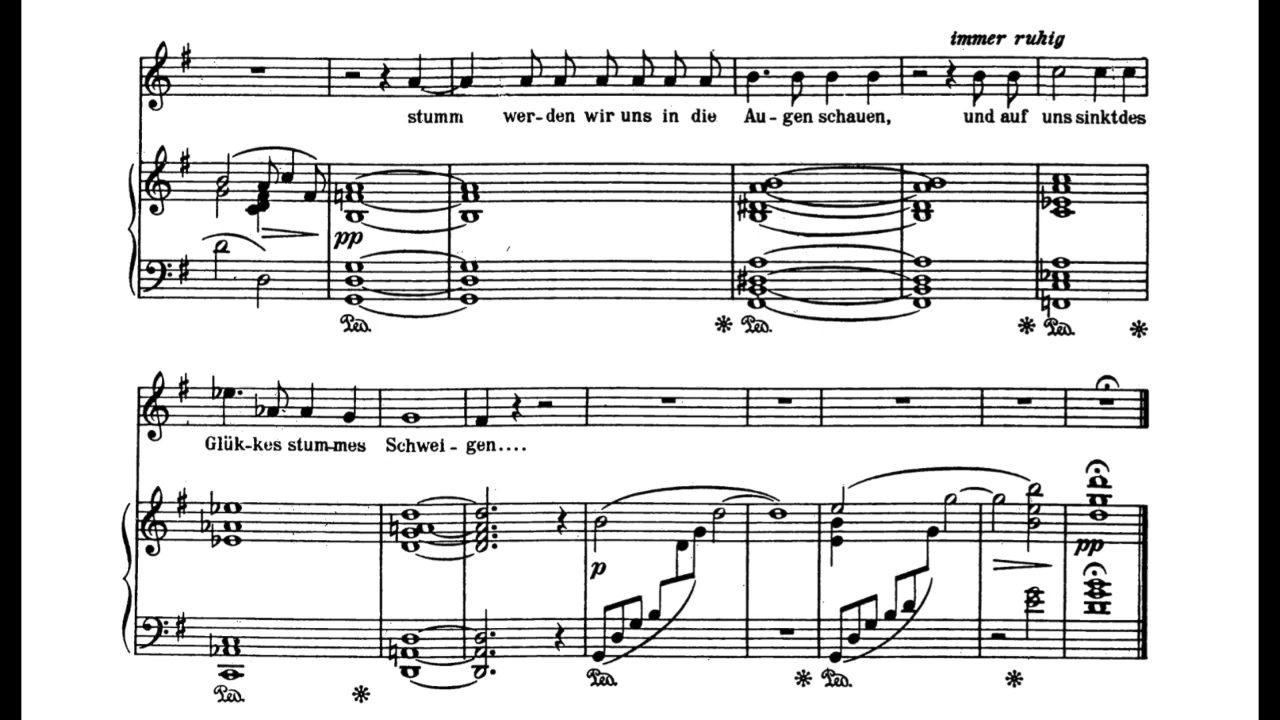 immer ruhig
stumm wer-den wir uns in die Au-gen schauen, und auf uns sinkt des
pp
Ped. * Ped. * Ped. *
Glük-kes stum-mes Schwei-gen....
p pp
Ped. * Ped. * Ped. *